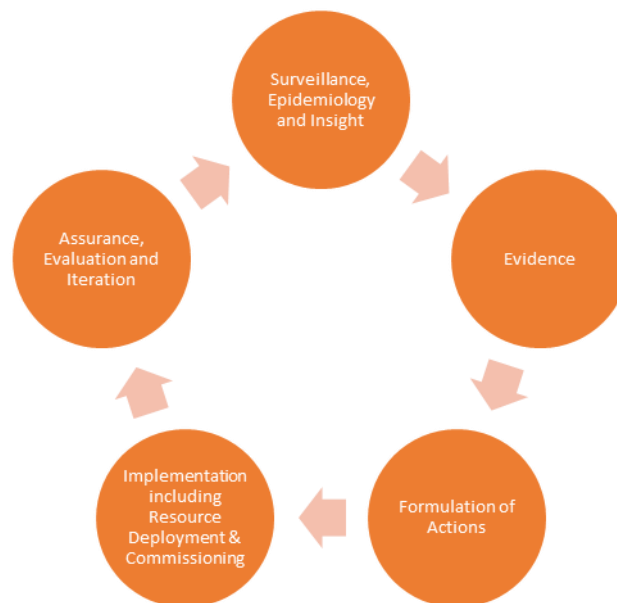 Surveillance,
Epidemiology
and Insight
Evidence
Formulation of
Actions
Implementation
including
Resource
Deployment &
Commissioning
Assurance,
Evaluation and
Iteration